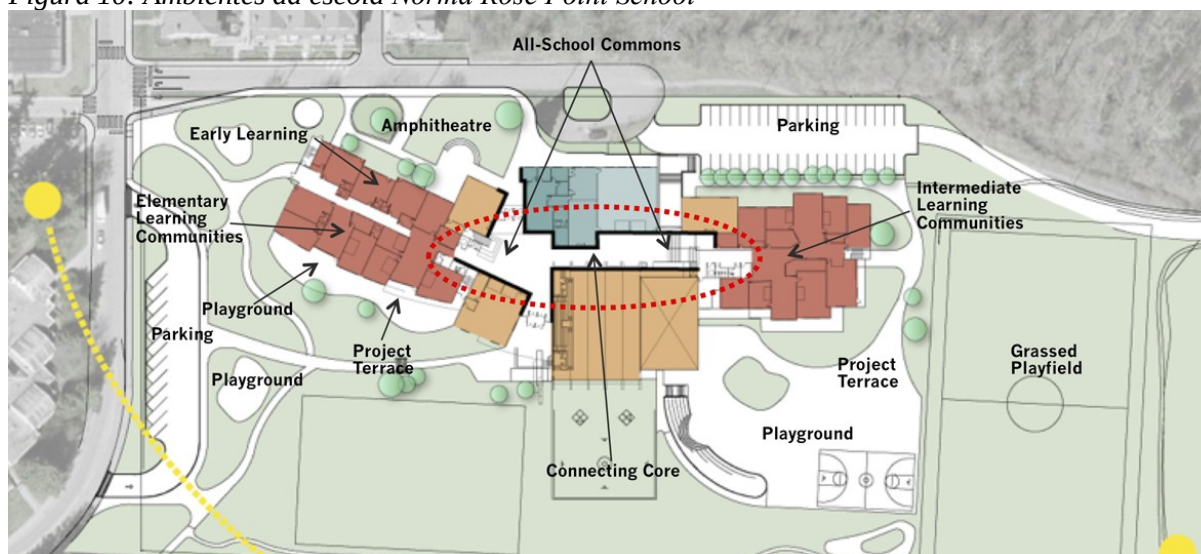 Figura 10: Ambientes da escola Norma Rose Point School
All-School Commons
Early Learning
Amphitheatre
Parking
Elementary
Learning
Communities
Intermediate
Learning
Communities
Playground
Parking
Project
Terrace
Playground
Project
Terrace
Grassed
Playfield
Playground
Connecting Core